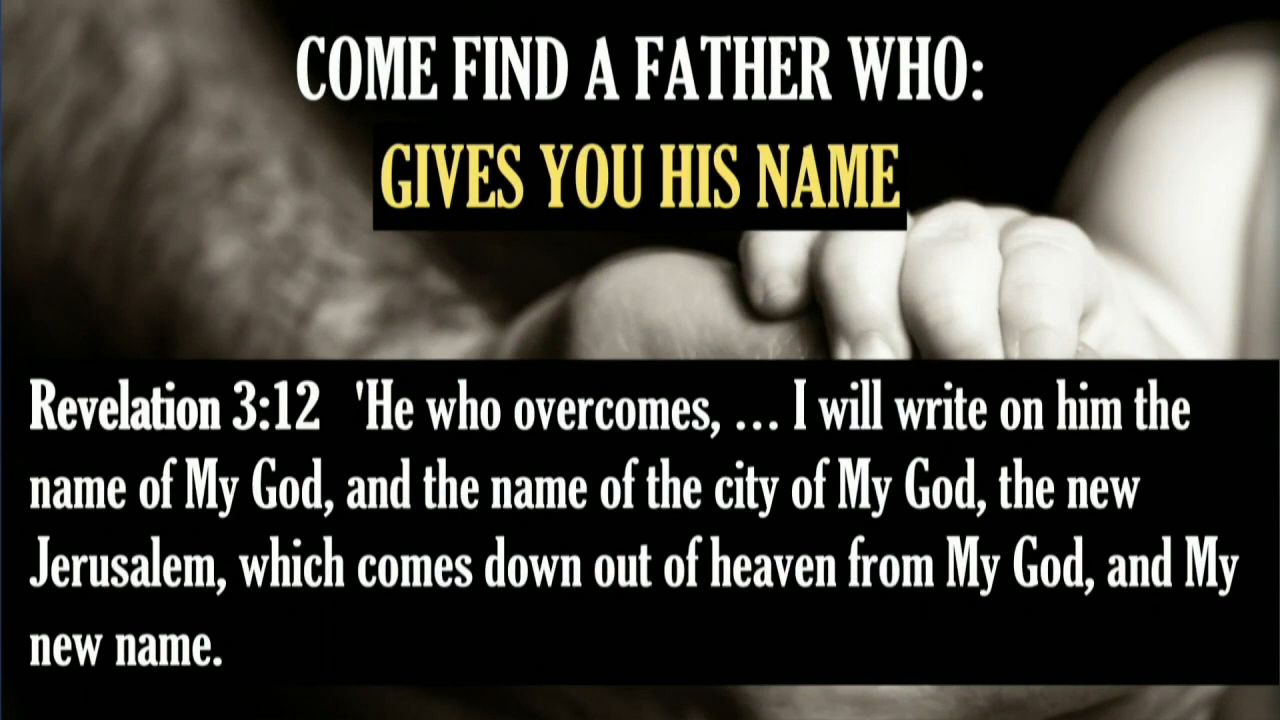 COME FIND A FATHER WHO:
GIVES YOU HIS NAME
Revelation 3:12 'He who overcomes, … I will write on him the
name of My God, and the name of the city of My God, the new
Jerusalem, which comes down out of heaven from My God, and My
new name.